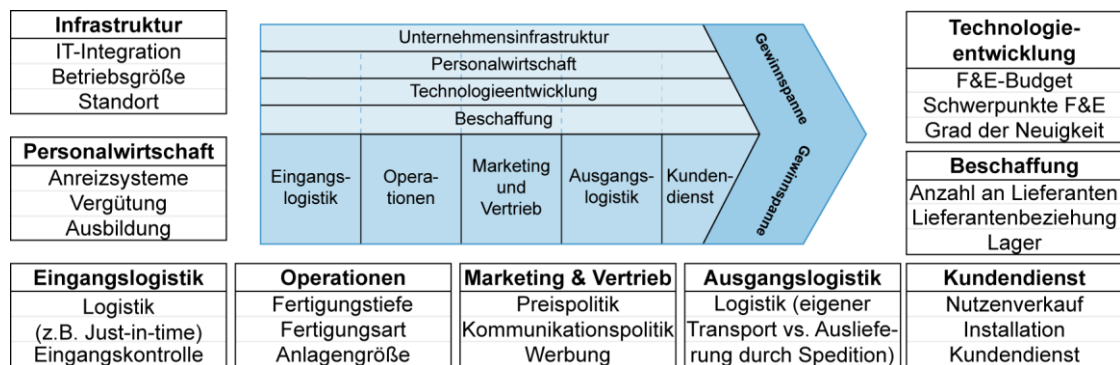 Infrastruktur
IT-Integration
Betriebsgröße
Standort
Personalwirtschaft
Anreizsysteme
Vergütung
Ausbildung
Unternehmensinfrastruktur
Personalwirtschaft
Technologieentwicklung
Beschaffung
Eingangs-
logistik
Opera-
tionen
Marketing
und
Vertrieb
Ausgangs-
logistik
Kunden-
dienst
Gewinnspanne
Gewinnspanne
Technologie-
entwicklung
F&E-Budget
Schwerpunkte F&E
Grad der Neuigkeit
Beschaffung
Anzahl an Lieferanten
Lieferantenbeziehung
Lager
Eingangslogistik
Logistik
(z.B. Just-in-time)
Eingangskontrolle
Operationen
Fertigungstiefe
Fertigungsart
Anlagengröße
Marketing & Vertrieb
Preispolitik
Kommunikationspolitik
Werbung
Ausgangslogistik
Logistik (eigener
Transport vs. Ausliefe-
rung durch Spedition)
Kundendienst
Nutzenverkauf
Installation
Kundendienst